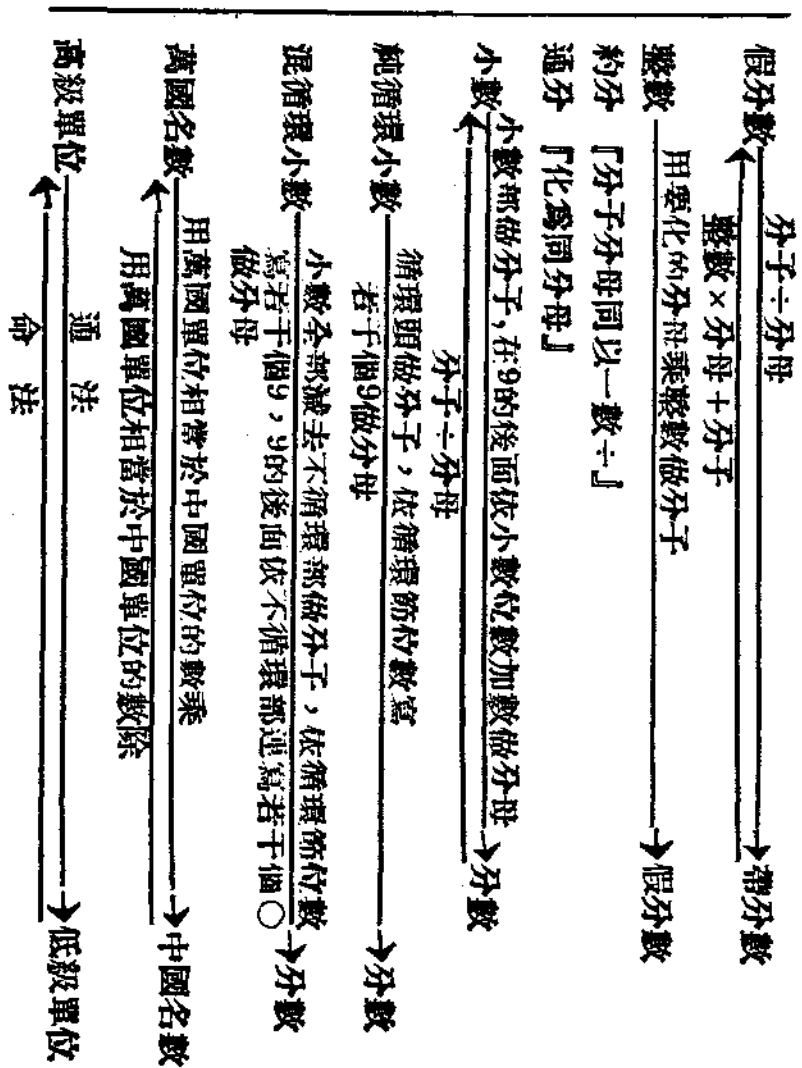 分子÷分母
假分數 帶分數
整數×分母+分子
整數 用要化的分母乘整數做分子 假分數
約分 『分子分母同以一數÷』
通分 『化爲同分母』
小數 小數部做分子,在9的後面依小數位數加數做分母 分數
分子÷分母
純循環小數 循環頭做分子,依循環節位數寫 分數
若干個9做分母
混循環小數 小數全部減去不循環部做分子,依循環節位數 分數
寫若干個9,9的後面依不循環部連寫若干個○
做分母
用萬國單位相當於中國單位的數乘
萬國名數 中國名數
用萬國單位相當於中國單位的數除
通法
高級單位 低級單位
命法